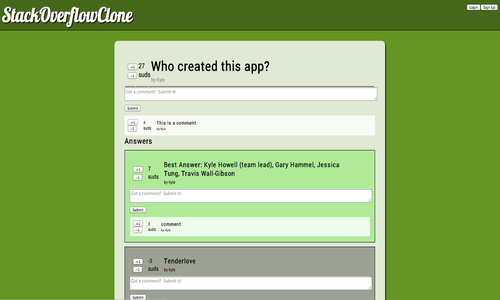 StackOverflowClone
Log in Sign Up
+1 27 Who created this app?
-1 suds by Kyle
Got a comment? Submit it!
Submit
+1 4 This is a comment
-1 suds by Kyle
Answers
+1 7 Best Answer: Kyle Howell (team lead), Gary Hammel, Jessica
-1 suds Tung, Travis Wall-Gibson
by Kyle
Got a comment? Submit it!
Submit
+1 2 comment
-1 suds by Kyle
+1 -3 Tenderlove
-1 suds by Kyle
Got a comment? Submit it!
Submit